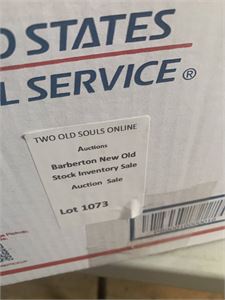 D STATES
L SERVICE®
TWO OLD SOULS ONLINE
Auctions
Barberton New Old
Stock Inventory Sale
Auction Sale
Lot 1073